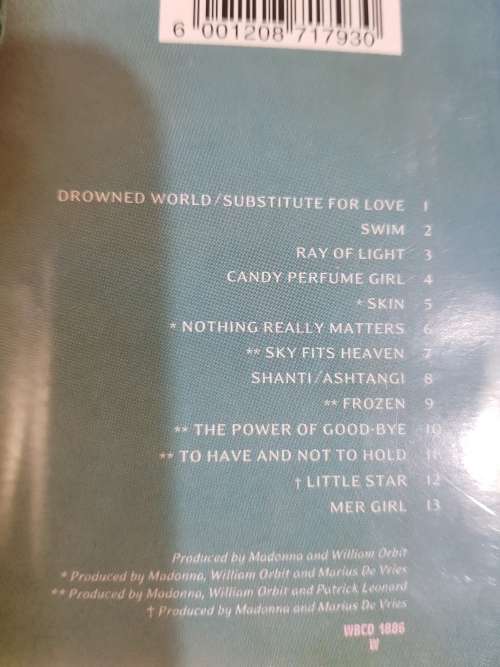 6 001208 717930
DROWNED WORLD/SUBSTITUTE FOR LOVE 1
SWIM 2
RAY OF LIGHT 3
CANDY PERFUME GIRL 4
* SKIN 5
* NOTHING REALLY MATTERS 6
** SKY FITS HEAVEN 7
SHANTI/ASHTANGI 8
** FROZEN 9
** THE POWER OF GOOD-BYE 10
** TO HAVE AND NOT TO HOLD 11
† LITTLE STAR 12
MER GIRL 13
Produced by Madonna and William Orbit
* Produced by Madonna, William Orbit and Marius De Vries
** Produced by Madonna, William Orbit and Patrick Leonard
† Produced by Madonna and Marius De Vries
WBCD 1886
W